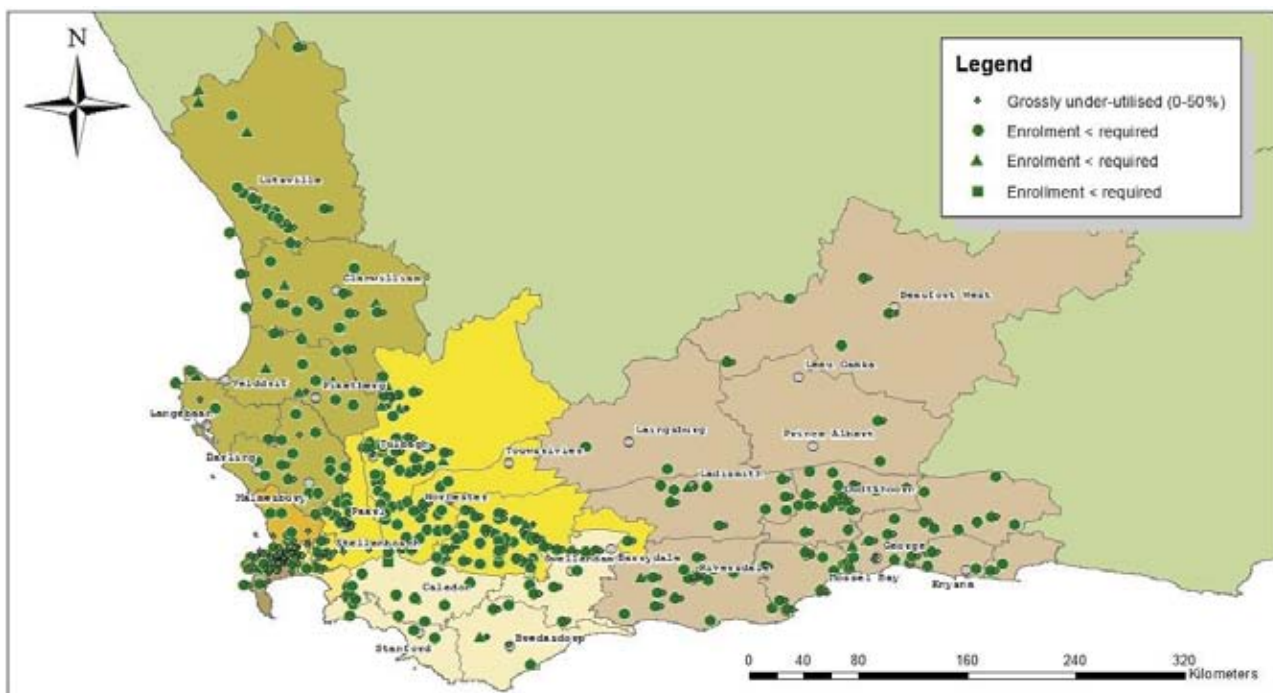 N
Legend
Grossly under-utilised (0-50%)
Enrolment < required
Enrolment < required
Enrollment < required
Lutzville
Clanwilliam
Beaufort West
Leeu Gamka
Velddrif
Piketberg
Langebaan
Laingsburg
Prince Albert
Tulbagh
Touwsrivier
Darling
Ladismith
Malmesbury
Worcester
Oudtshoorn
Paarl
Stellenbosch
George
Swellendam
Barrydale
Riversdale
Mossel Bay
Knysna
Caledon
Stanford
Bredasdorp
0 40 80 160 240 320
Kilometers